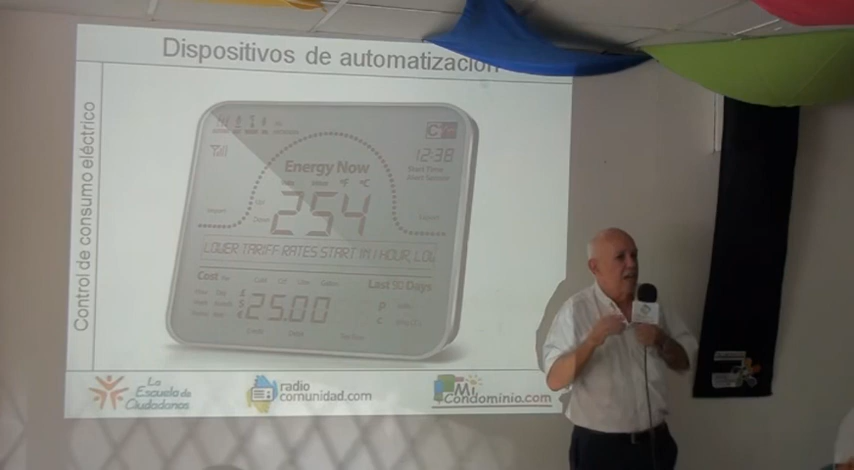 Dispositivos de automatización
Control de consumo eléctrico
12:38
Energy Now
254
LOWER TARIFF RATES START IN 1 HOUR, LOW
Cost
Last 90 Days
25.00
La
Escuela de
Ciudadanos
radio
comunidad.com
Mi
Condominio.com